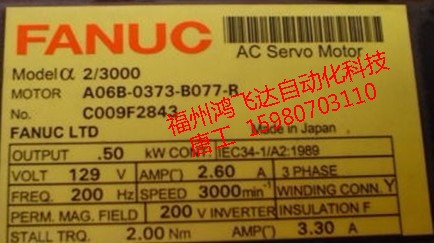 FANUC
AC Servo Motor
Model α 2/3000
MOTOR A06B-0373-B077-R
No. C009F2843
福州鸿飞达自动化科技
唐工 15980703110
FANUC LTD Made in Japan
OUTPUT .50 kW CONT IEC34-1/A2:1989
VOLT 129 V AMP(~) 2.60 A 3 PHASE
FREQ. 200 Hz SPEED 3000min⁻¹ WINDING CONN. Y
PERM. MAG. FIELD 200 V INVERTER INSULATION F
STALL TRQ. 2.00 Nm AMP(~) 3.30 A